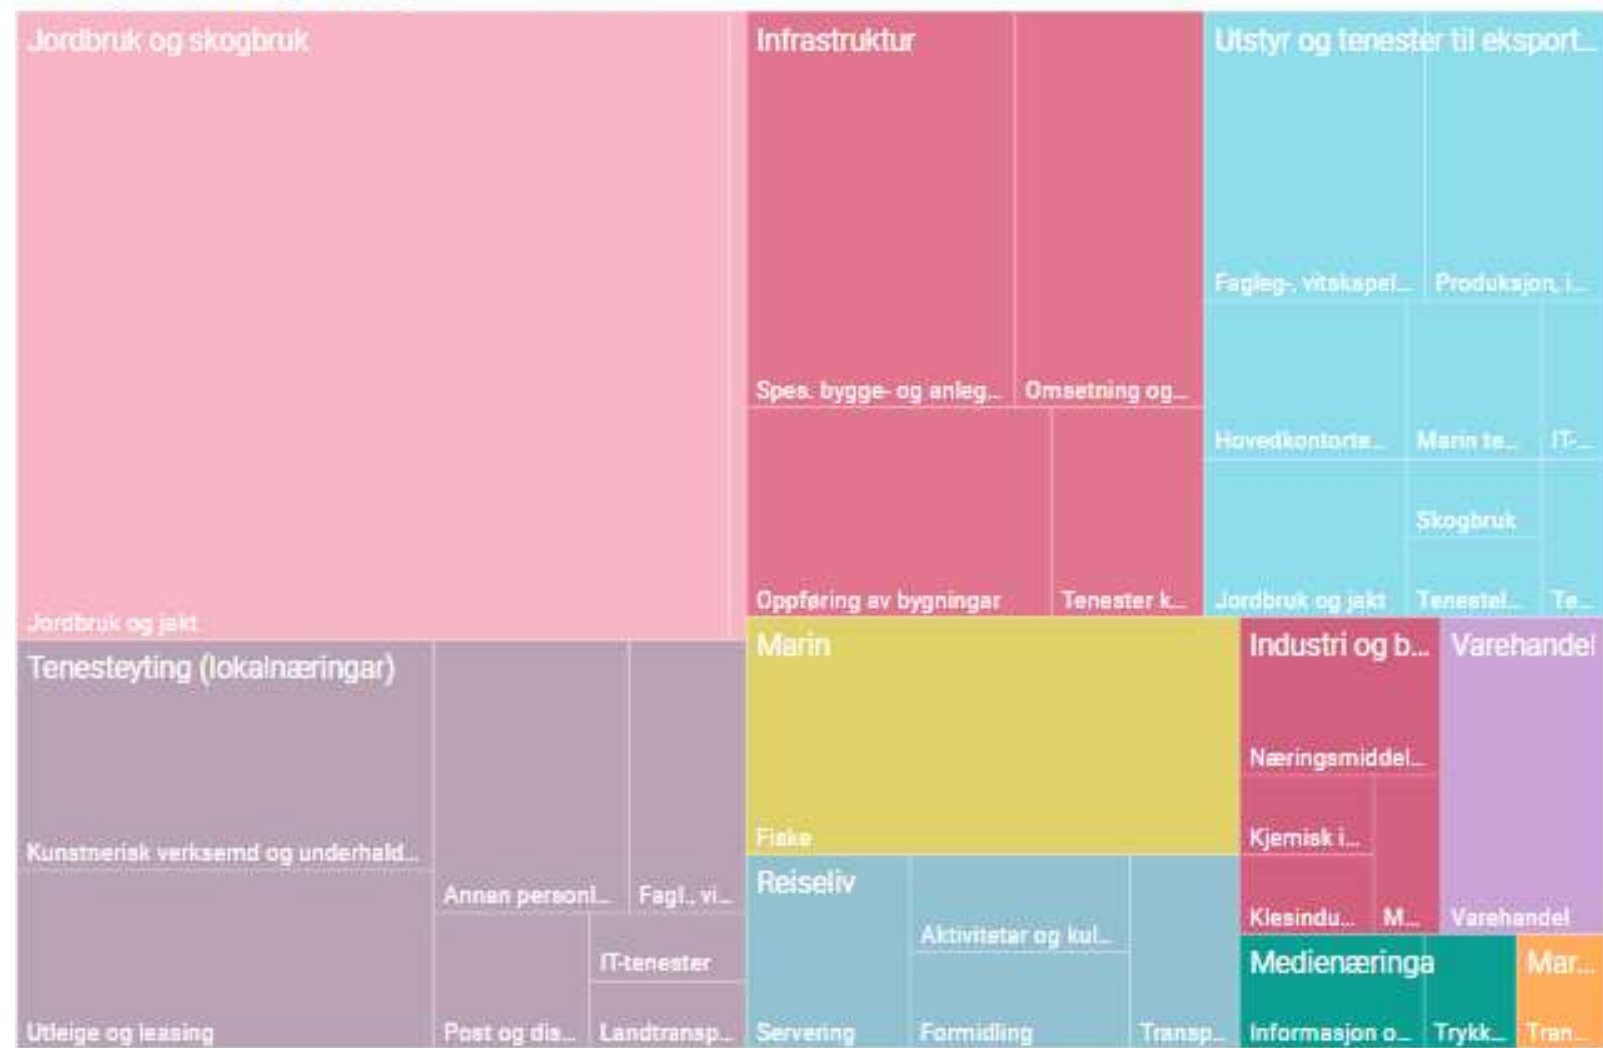 Jordbruk og skogbruk
Jordbruk og jakt
Tenesteyting (lokalnæringar)
Kunstnerisk verksemd og underhald...
Utleige og leasing
Annan personl...
Fagl., vi...
Post og dis...
IT-tenester
Landtransp...
Infrastruktur
Spes. bygge- og anleg...
Omsetning og...
Oppføring av bygningar
Tenester k...
Utstyr og tenester til eksport...
Fagleg-, vitskapel...
Produksjon, i...
Hovedkontorte...
Marin te...
IT-...
Jordbruk og jakt
Skogbruk
Tenestel...
Te...
Marin
Fiske
Reiseliv
Servering
Aktivitetar og kul...
Formidling
Transp...
Industri og b...
Næringsmiddel...
Kjemisk i...
Klesindu...
M...
Varehandel
Varehandel
Medienæringa
Informasjon o...
Trykk...
Mar...
Tran...